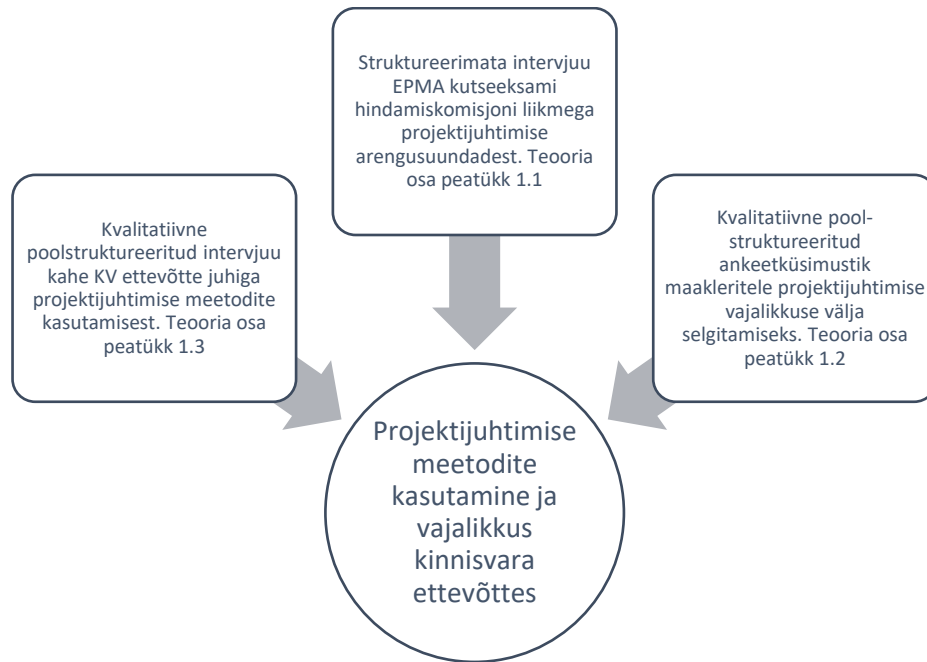 Struktureerimata intervjuu
EPMA kutseeksami
hindamiskomisjoni liikmega
projektijuhtimise
arengusuundadest. Teooria
osa peatükk 1.1
Kvalitatiivne
poolstruktureeritud intervjuu
kahe KV ettevõtte juhiga
projektijuhtimise meetodite
kasutamisest. Teooria osa
peatükk 1.3
Kvalitatiivne pool-
struktureeritud
ankeetküsimustik
maakleritele projektijuhtimise
vajalikkuse välja
selgitamiseks. Teooria osa
peatükk 1.2
Projektijuhtimise
meetodite
kasutamine ja
vajalikkus
kinnisvara
ettevõttes